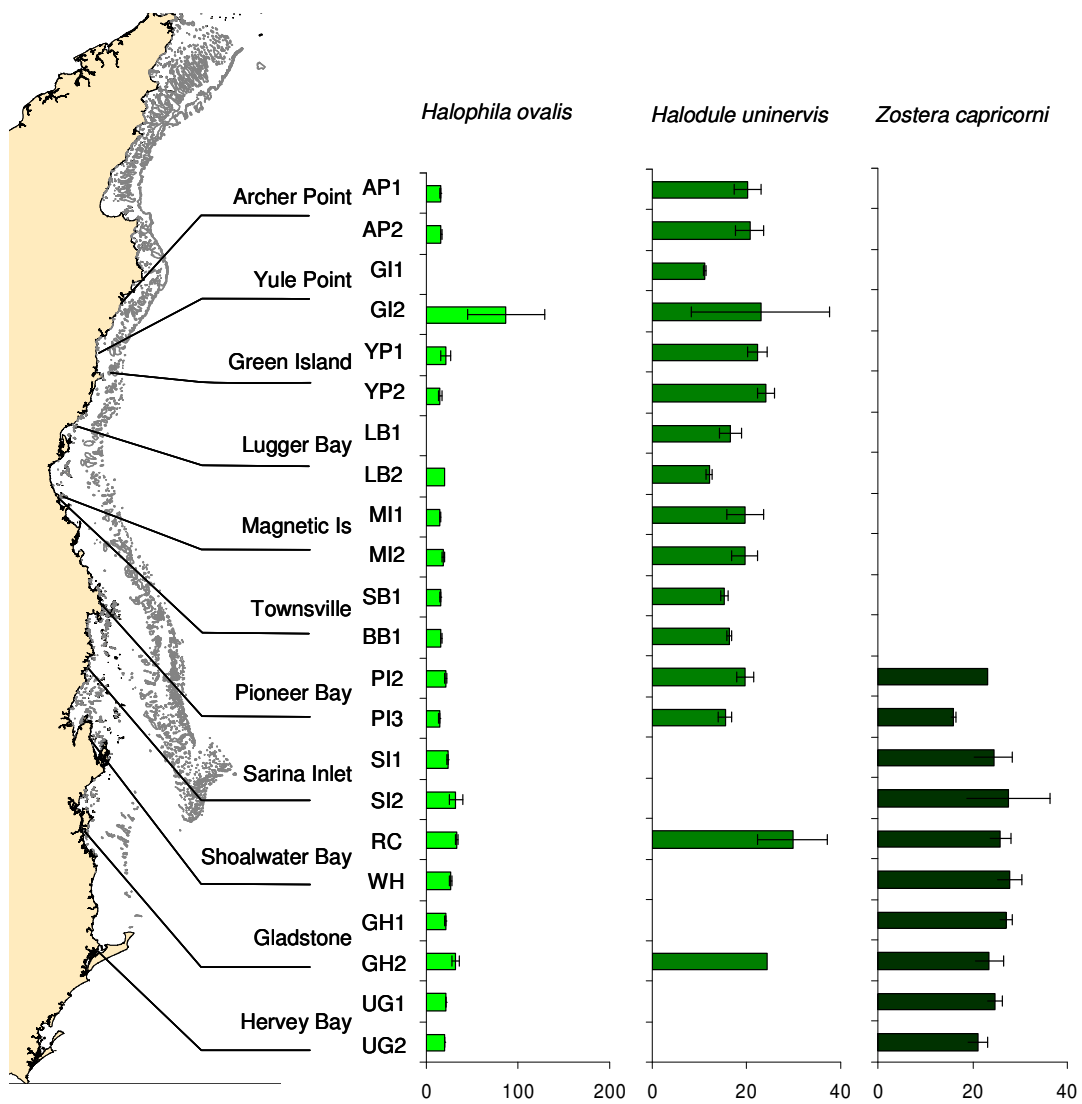 Halophila ovalis
Halodule uninervis
Zostera capricorni
Archer Point
Yule Point
Green Island
Lugger Bay
Magnetic Is
Townsville
Pioneer Bay
Sarina Inlet
Shoalwater Bay
Gladstone
Hervey Bay
AP1
AP2
GI1
GI2
YP1
YP2
LB1
LB2
MI1
MI2
SB1
BB1
PI2
PI3
SI1
SI2
RC
WH
GH1
GH2
UG1
UG2
0 100 200
0 20 40
0 20 40